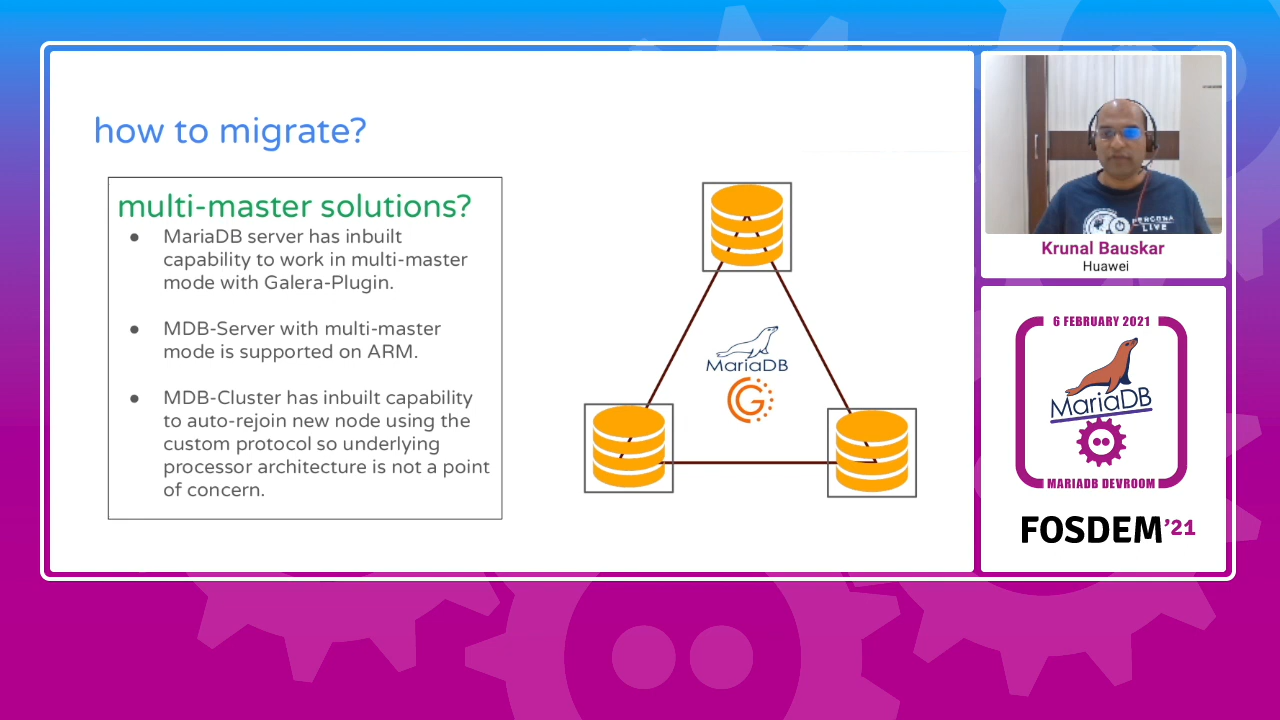 how to migrate?
multi-master solutions?
● MariaDB server has inbuilt
capability to work in multi-master
mode with Galera-Plugin.
● MDB-Server with multi-master
mode is supported on ARM.
● MDB-Cluster has inbuilt capability
to auto-rejoin new node using the
custom protocol so underlying
processor architecture is not a point
of concern.
MariaDB
G
PERCONA
LIVE
Krunal Bauskar
Huawei
6 FEBRUARY 2021
MariaDB
MARIADB DEVROOM
FOSDEM'21